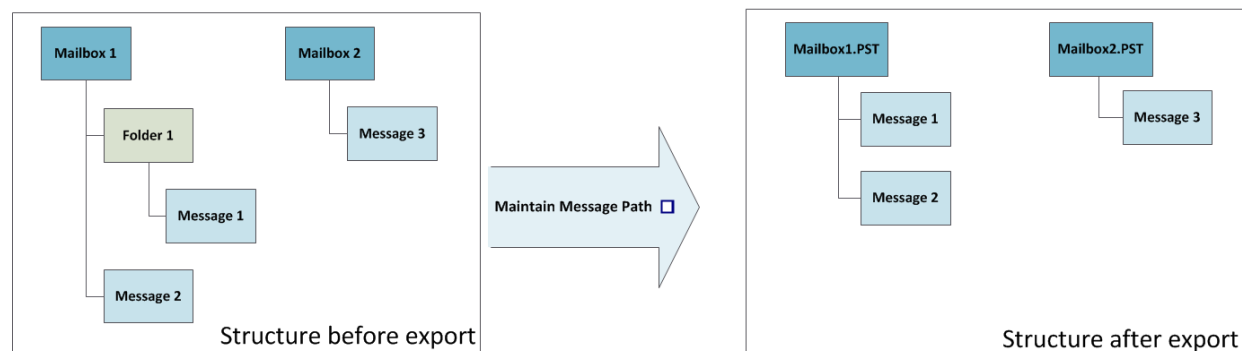 Mailbox 1
Mailbox 2
Folder 1
Message 3
Message 1
Message 2
Structure before export
Maintain Message Path
Mailbox1.PST
Mailbox2.PST
Message 1
Message 3
Message 2
Structure after export